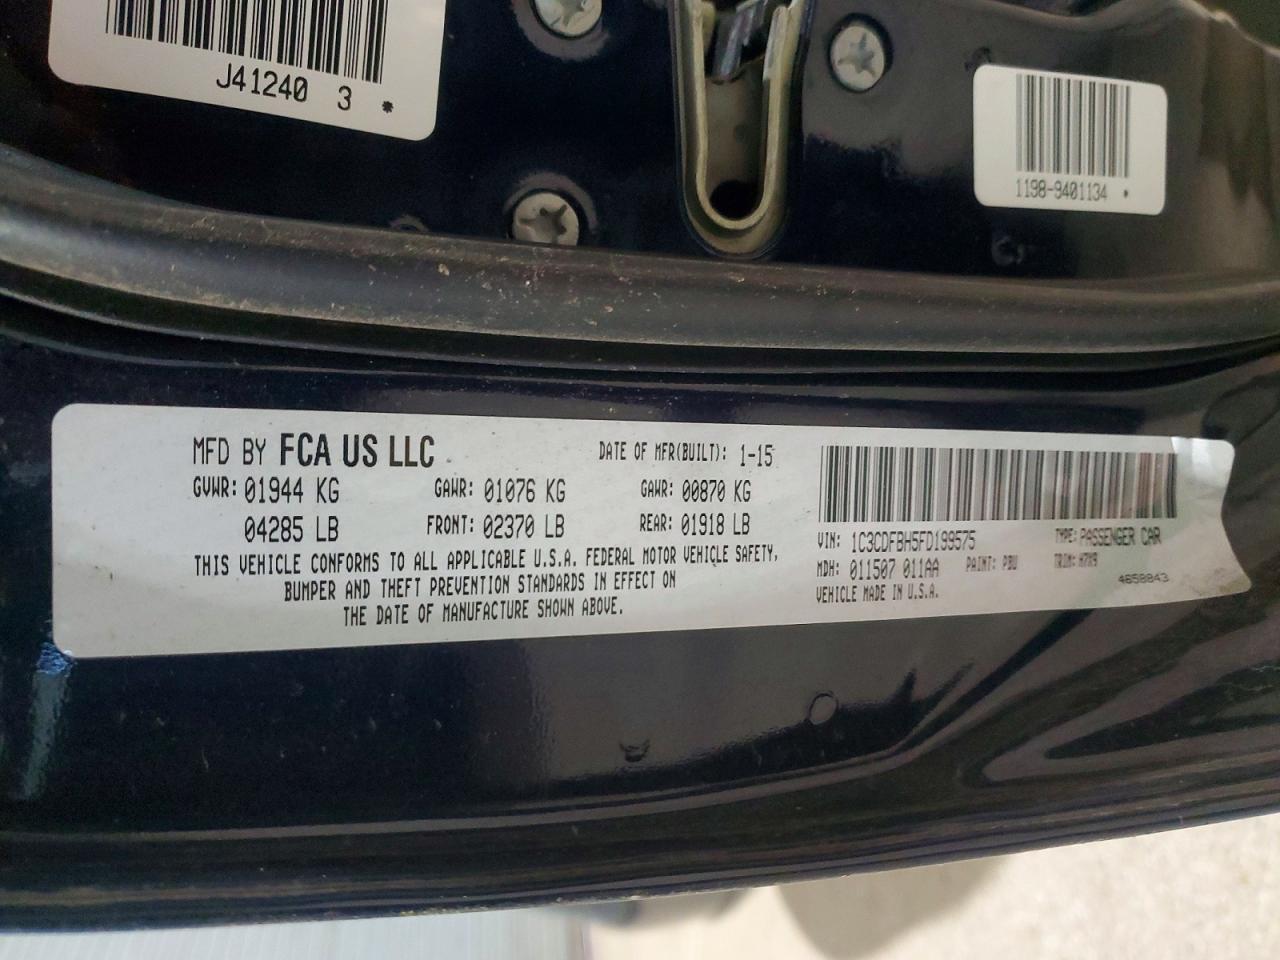 J41240 3 *
1198-9401134 *
MFD BY FCA US LLC
DATE OF MFR(BUILT): 1-15
GVWR: 01944 KG GAWR: 01076 KG GAWR: 00870 KG
04285 LB FRONT: 02370 LB REAR: 01918 LB
THIS VEHICLE CONFORMS TO ALL APPLICABLE U.S.A. FEDERAL MOTOR VEHICLE SAFETY,
BUMPER AND THEFT PREVENTION STANDARDS IN EFFECT ON
THE DATE OF MANUFACTURE SHOWN ABOVE.
VIN: 1C3CDFBH5FD199575 TYPE: PASSENGER CAR
MDH: 011507 011AA PAINT: PBU TRIM: H7X9
VEHICLE MADE IN U.S.A.
4658843